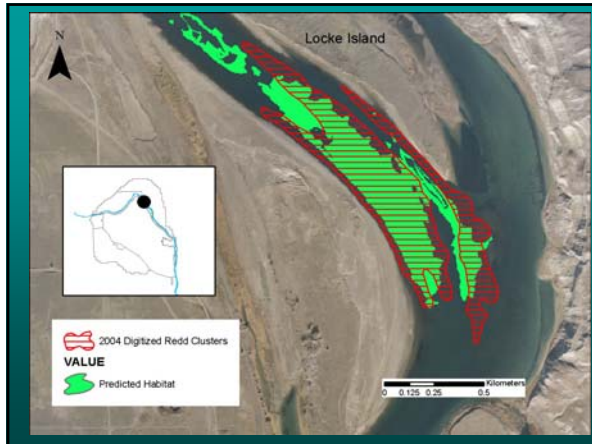 Locke Island
N
2004 Digitized Redd Clusters
VALUE
Predicted Habitat
Kilometers
0 0.125 0.25 0.5